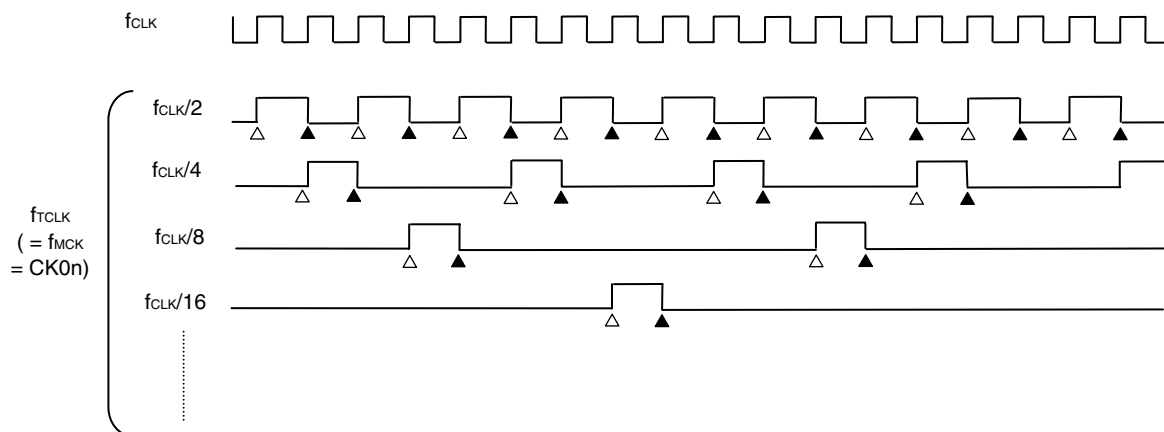 fCLK
fCLK/2
fCLK/4
fTCLK
( = fMCK
= CK0n)
fCLK/8
fCLK/16